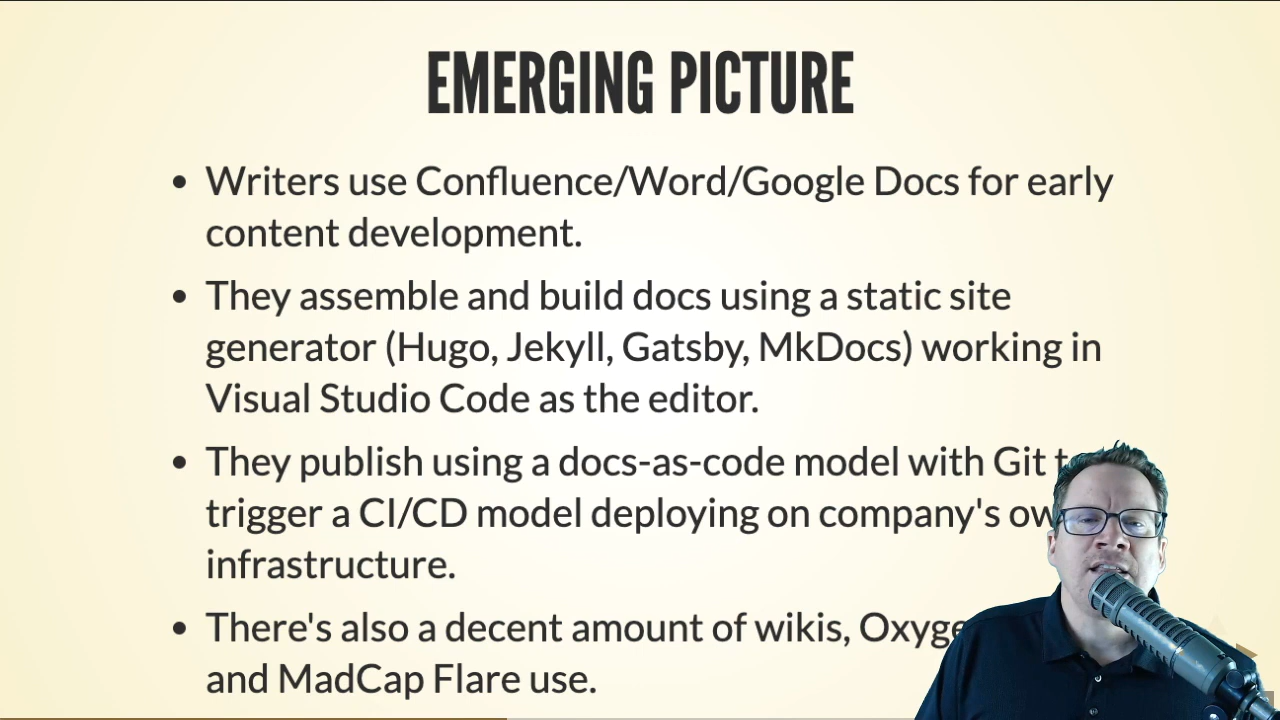 EMERGING PICTURE
• Writers use Confluence/Word/Google Docs for early
content development.
• They assemble and build docs using a static site
generator (Hugo, Jekyll, Gatsby, MkDocs) working in
Visual Studio Code as the editor.
• They publish using a docs-as-code model with Git
trigger a CI/CD model deploying on company's
infrastructure.
• There's also a decent amount of wikis,
and MadCap Flare use.